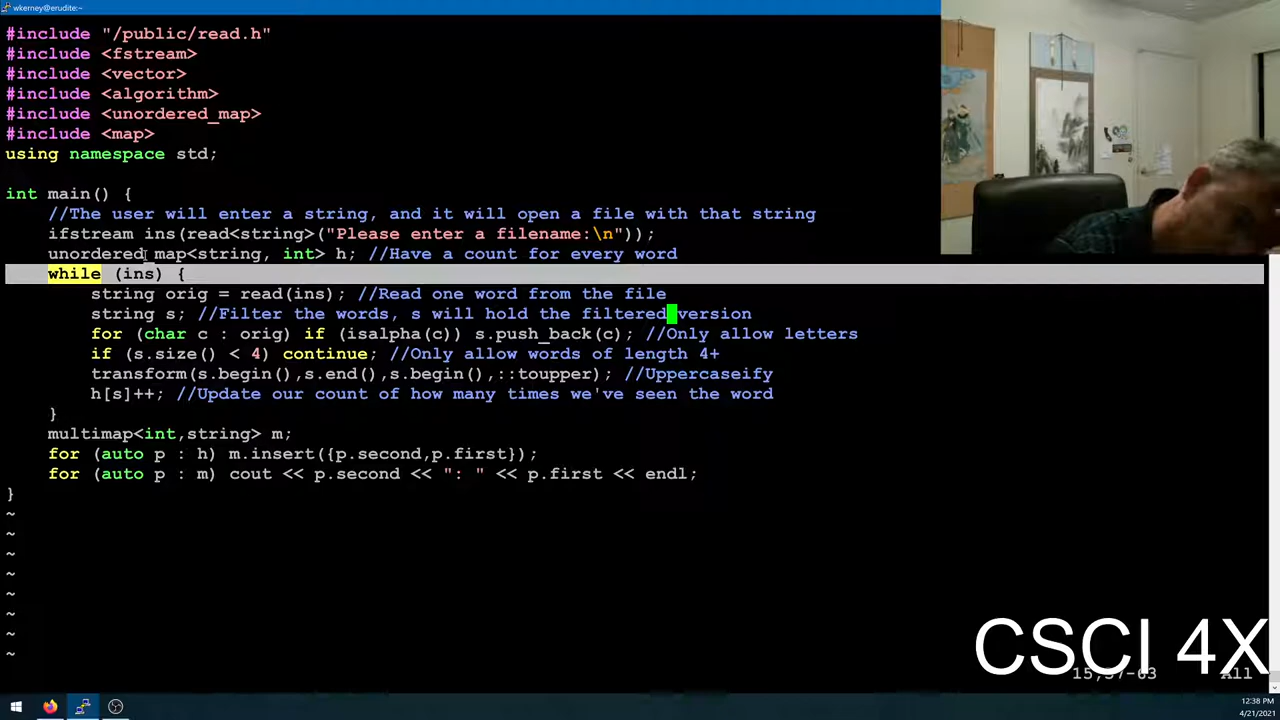 wkerney@erudite:~
#include "/public/read.h"
#include <fstream>
#include <vector>
#include <algorithm>
#include <unordered_map>
#include <map>
using namespace std;
int main() {
//The user will enter a string, and it will open a file with that string
ifstream ins(read<string>("Please enter a filename:\n"));
unordered_map<string, int> h; //Have a count for every word
while (ins) {
string orig = read(ins); //Read one word from the file
string s; //Filter the words, s will hold the filtered version
for (char c : orig) if (isalpha(c)) s.push_back(c); //Only allow letters
if (s.size() < 4) continue; //Only allow words of length 4+
transform(s.begin(),s.end(),s.begin(),::toupper); //Uppercaseify
h[s]++; //Update our count of how many times we've seen the word
}
multimap<int,string> m;
for (auto p : h) m.insert({p.second,p.first});
for (auto p : m) cout << p.second << ": " << p.first << endl;
}
~
~
~
~
~
~
~
~
CSCI 4X
All
12:38 PM
4/21/2021